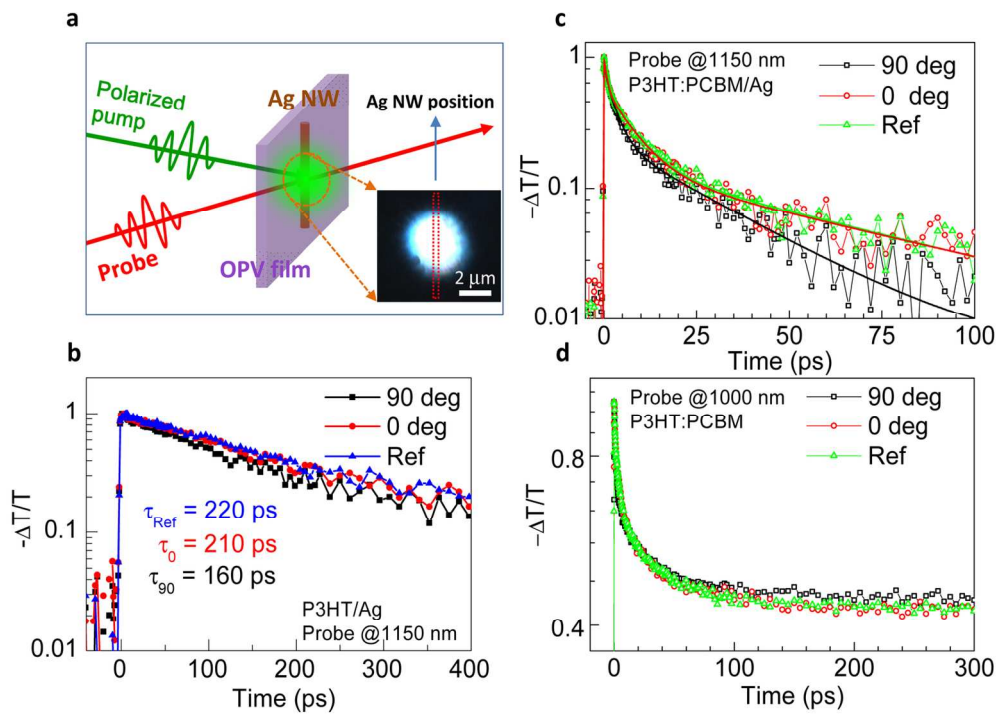 a
Polarized
pump
Ag NW
Ag NW position
Probe
OPV film
2 μm
b
1
0.1
0.01
-ΔT/T
90 deg
0 deg
Ref
τRef = 220 ps
τ0 = 210 ps
τ90 = 160 ps
P3HT/Ag
Probe @1150 nm
0 100 200 300 400
Time (ps)
c
1
0.1
0.01
−ΔT/T
Probe @1150 nm
P3HT:PCBM/Ag
90 deg
0 deg
Ref
0 25 50 75 100
Time (ps)
d
0.8
0.4
−ΔT/T
Probe @1000 nm
P3HT:PCBM
90 deg
0 deg
Ref
0 100 200 300
Time (ps)